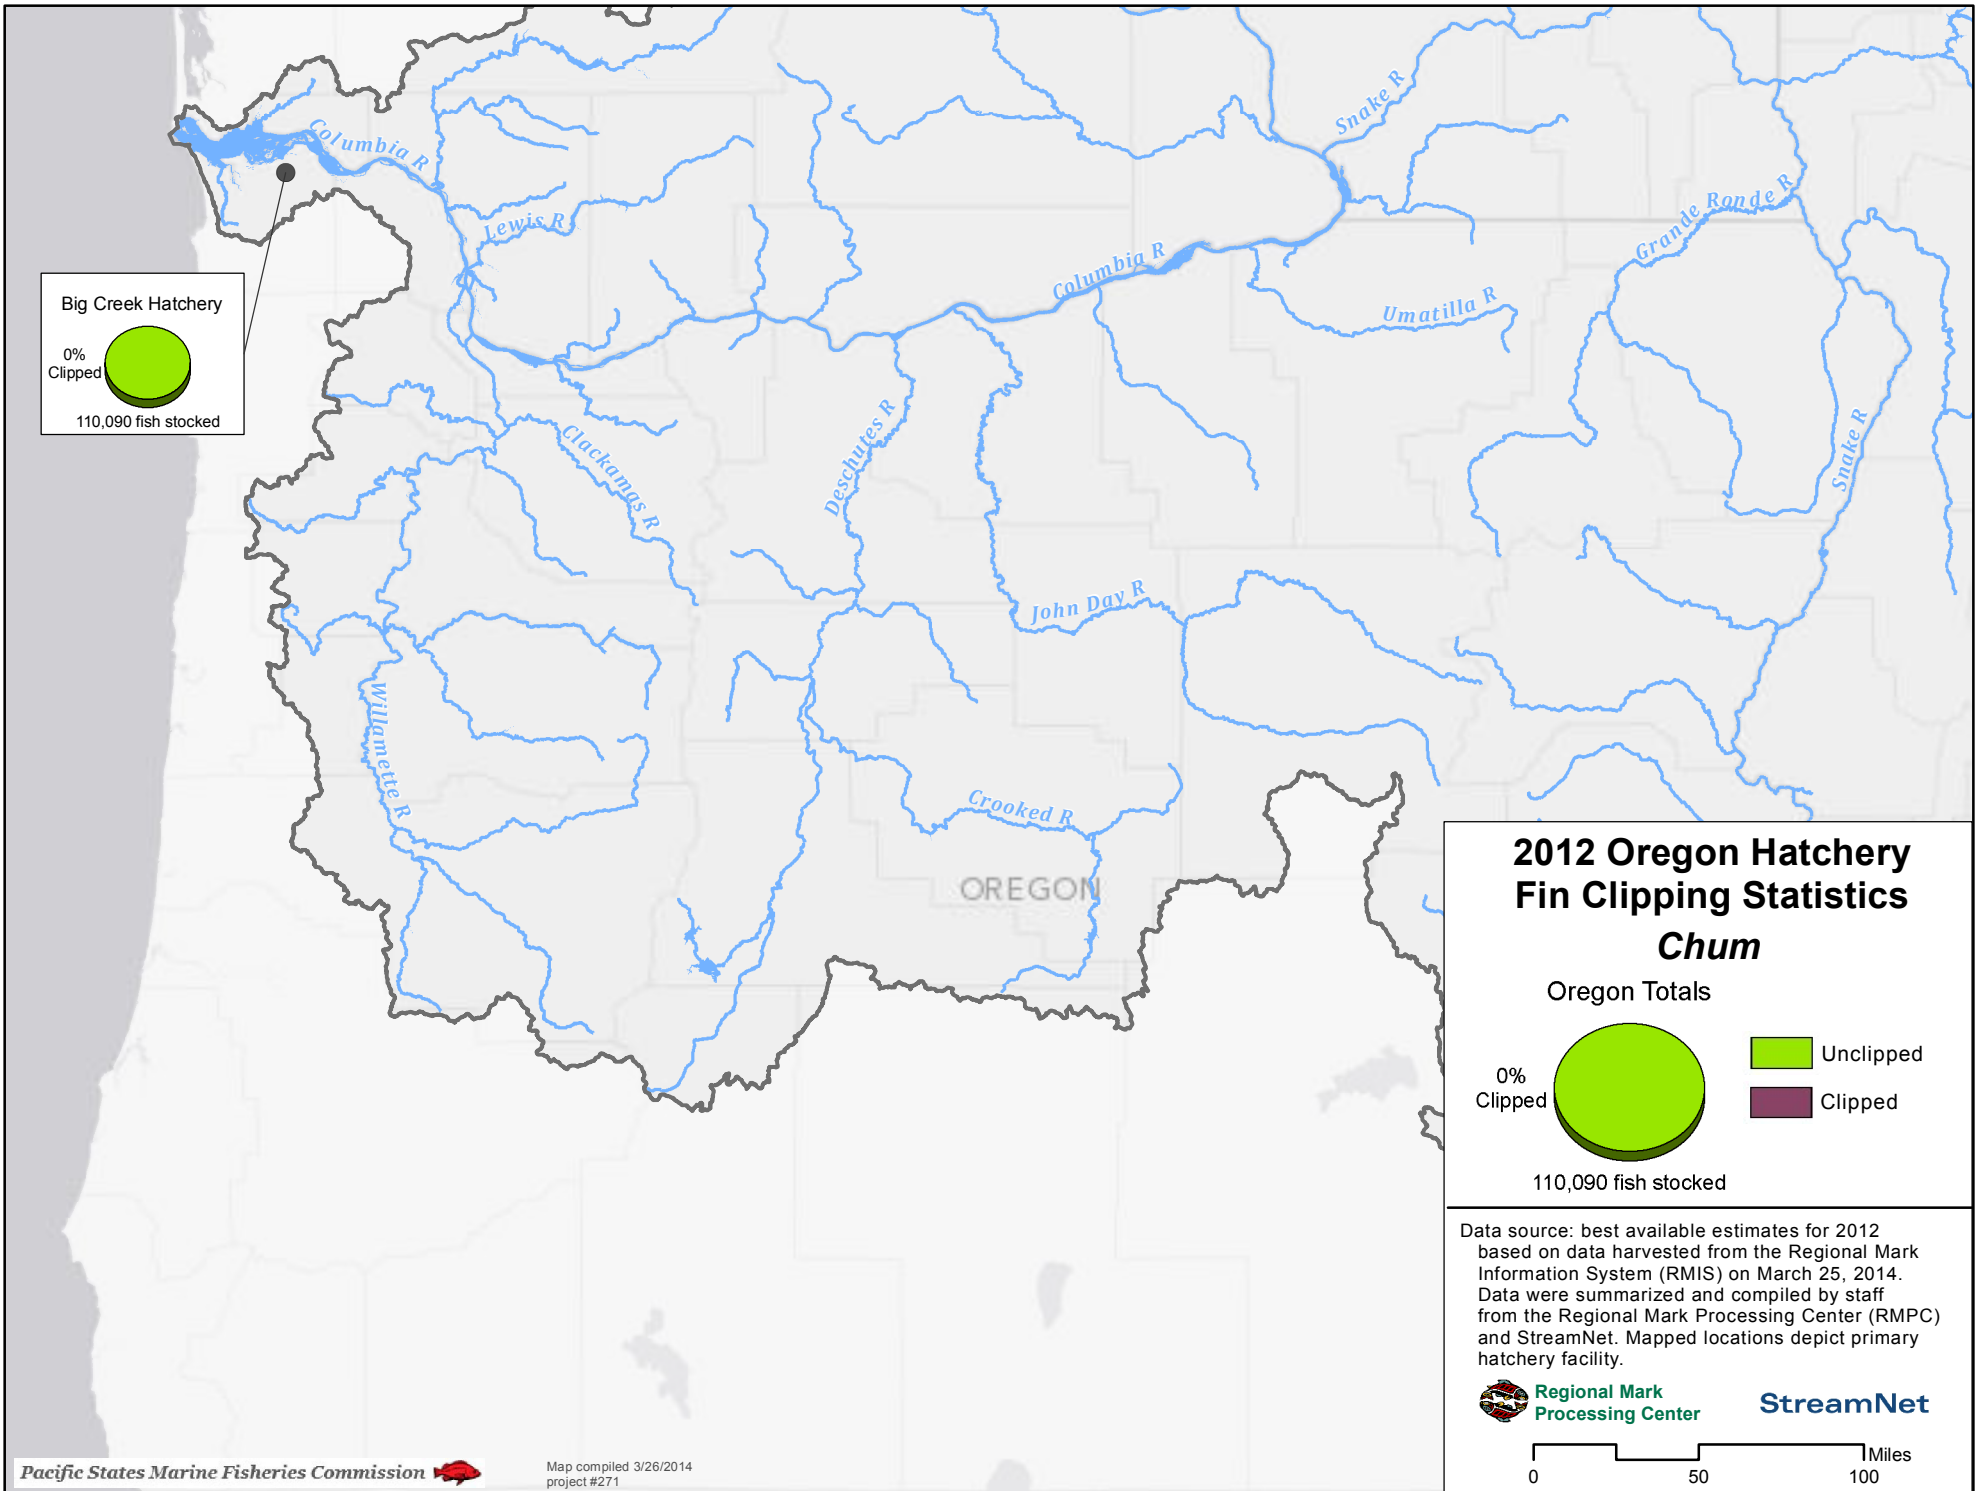 Columbia R
Snake R
Lewis R
Grande Ronde R
Columbia R
Umatilla R
Big Creek Hatchery
0%
Clipped
110,090 fish stocked
Clackamas R
Deschutes R
Snake R
John Day R
Willamette R
Crooked R
OREGON
2012 Oregon Hatchery
Fin Clipping Statistics
Chum
Oregon Totals
0%
Clipped
Unclipped
Clipped
110,090 fish stocked
Data source: best available estimates for 2012
based on data harvested from the Regional Mark
Information System (RMIS) on March 25, 2014.
Data were summarized and compiled by staff
from the Regional Mark Processing Center (RMPC)
and StreamNet. Mapped locations depict primary
hatchery facility.
Regional Mark
Processing Center
StreamNet
Miles
0 50 100
Pacific States Marine Fisheries Commission
Map compiled 3/26/2014
project #271